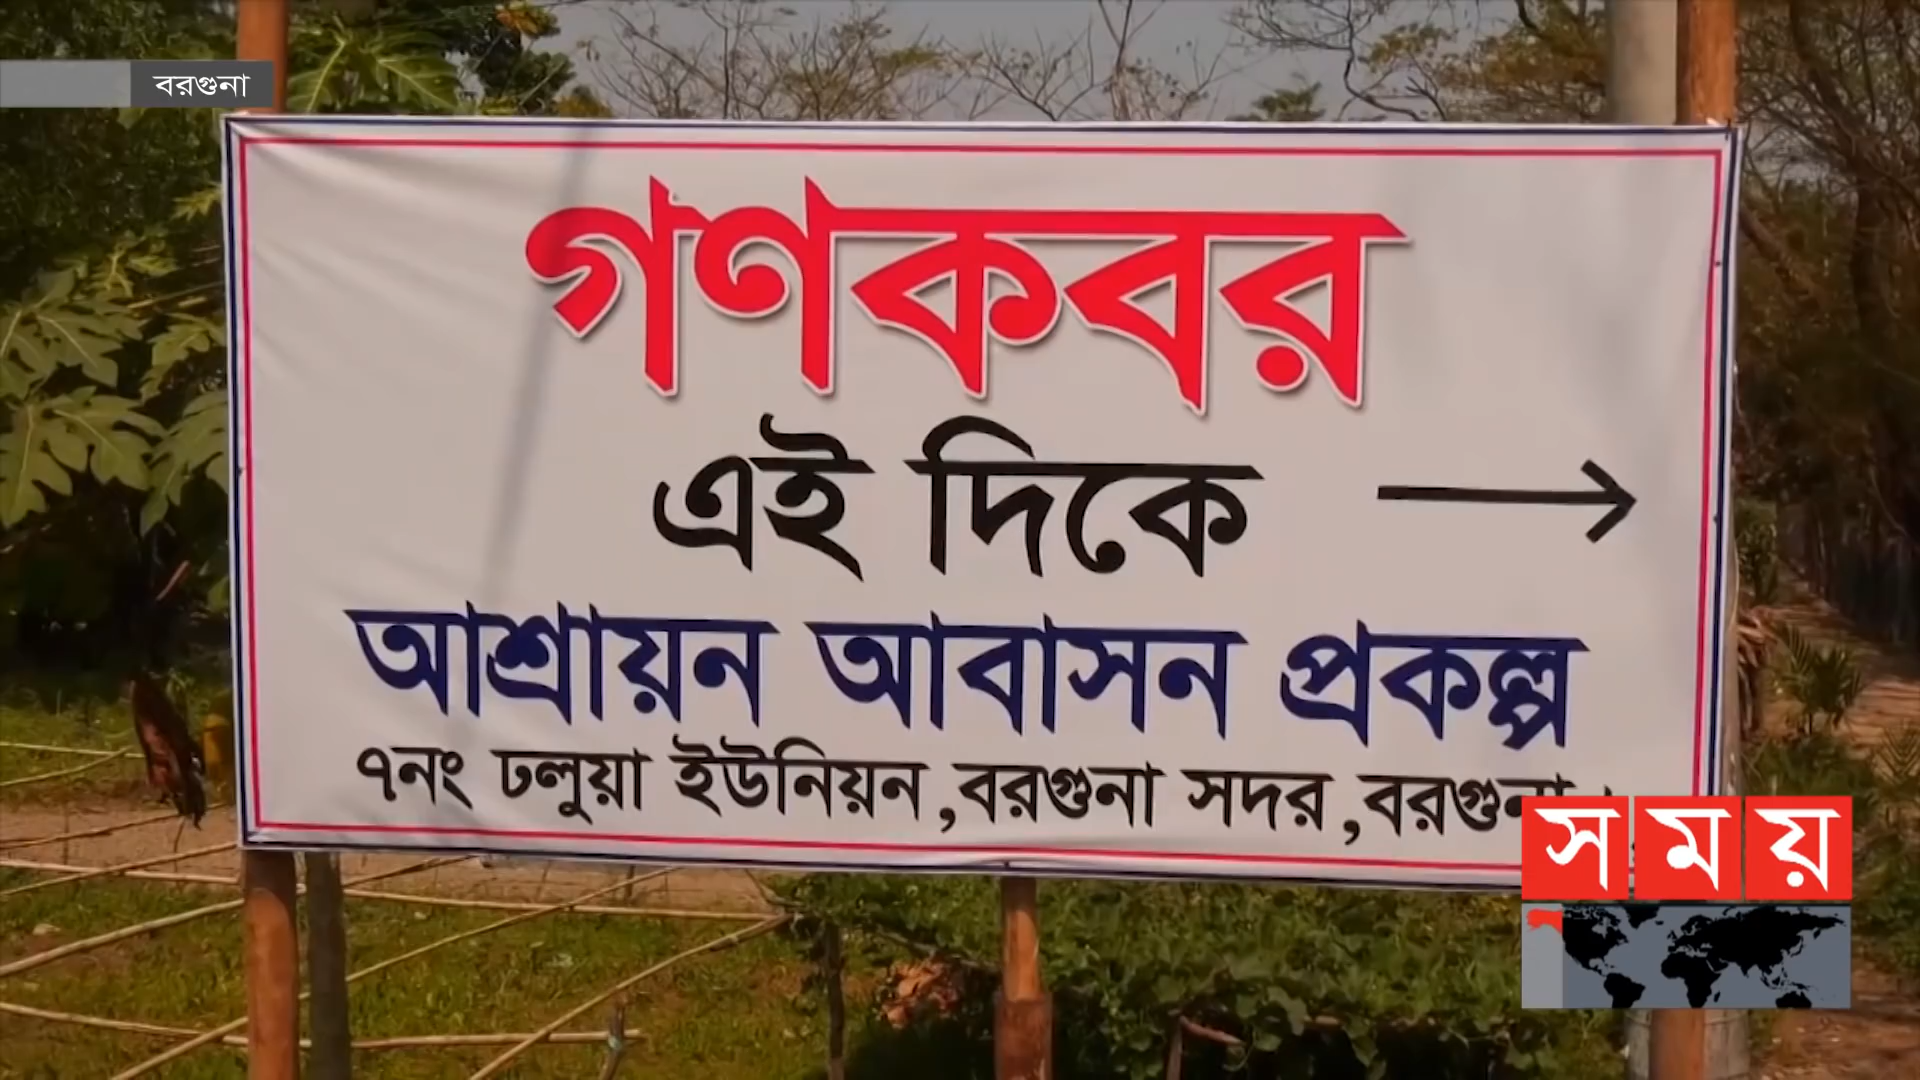 বরগুনা
গণকবর
এই দিকে
আশ্রায়ন আবাসন প্রকল্প
৭নং ঢলুয়া ইউনিয়ন, বরগুনা সদর, বরগুনা
সময়